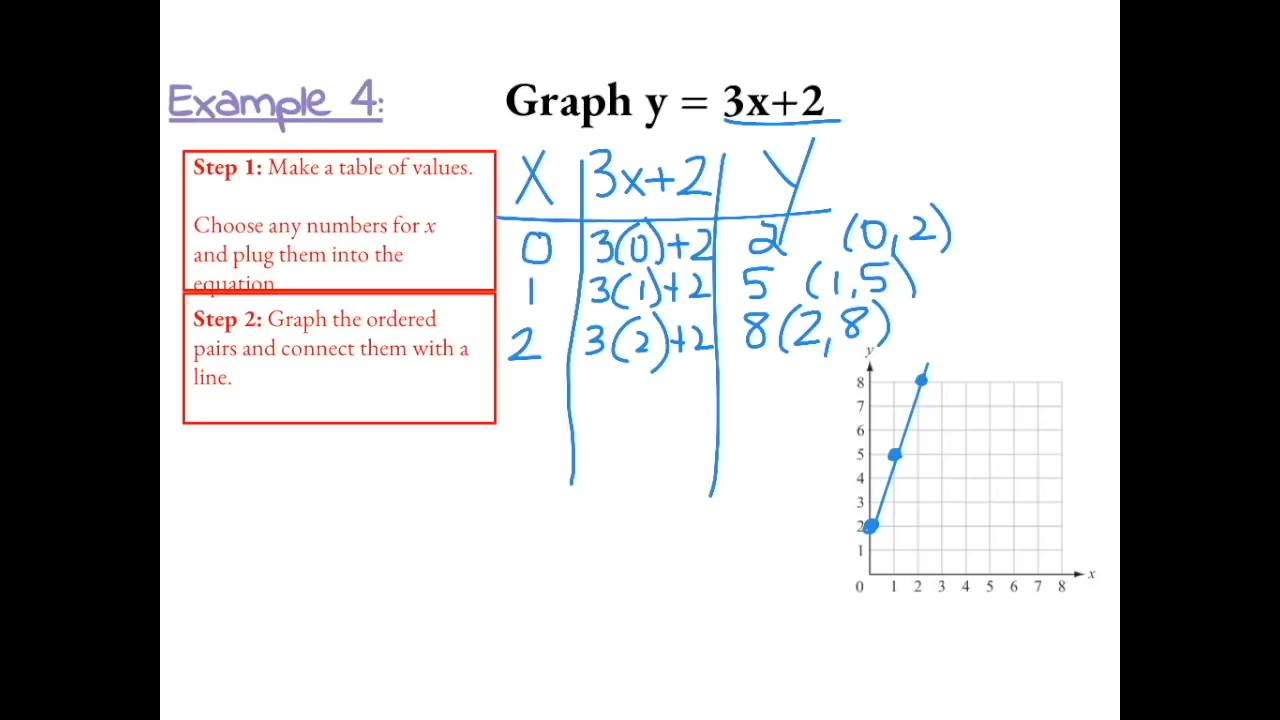 Example 4:
Graph y = 3x+2
Step 1: Make a table of values.
Choose any numbers for x
and plug them into the
equation
Step 2: Graph the ordered
pairs and connect them with a
line.
X 3x+2 y
0 3(0)+2 2 (0,2)
1 3(1)+2 5 (1,5)
2 3(2)+2 8 (2,8)
y
8
7
6
5
4
3
2
1
0 1 2 3 4 5 6 7 8 x